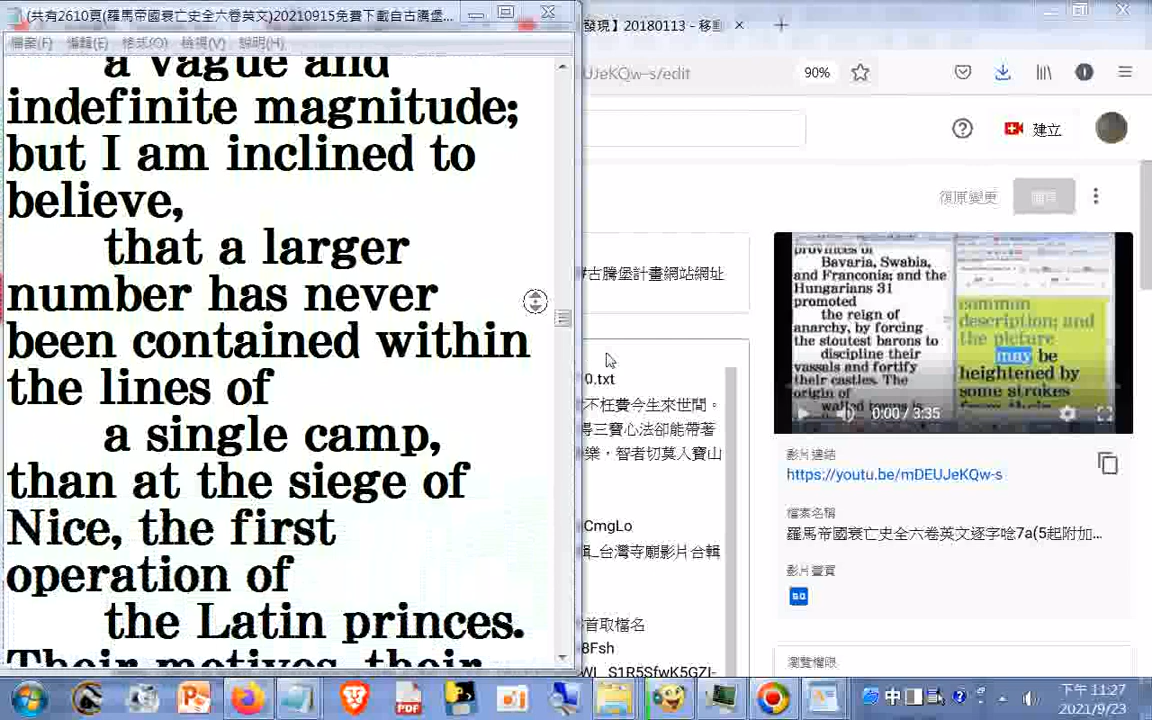 (共有2610頁(羅馬帝國衰亡史全六卷英文)20210915免費下載自古騰堡...
檔案(F) 編輯(E) 格式(O) 檢視(V) 說明(H)
a vague and
indefinite magnitude;
but I am inclined to
believe,
that a larger
number has never
been contained within
the lines of
a single camp,
than at the siege of
Nice, the first
operation of
the Latin princes.
Their motives, their
發現】20180113 - 移動
UJeKQw-s/edit
90%
建立
復原變更
#古騰堡計畫網站網址
0.txt
不枉費今生來世間。
得三寶心法卻能帶著
樂，智者切莫入寶山
CmgLo
_台灣寺廟影片合輯
首取檔名
8Fsh
WI_S1R5SfwK5GZI-
provinces of
Bavaria, Swabia,
and Franconia; and the
Hungarians 31
promoted
the reign of
anarchy, by forcing
the stoutest barons to
discipline their
vassals and fortify
their castles. The
origin of
walled towns is
common
description; and
the picture
may be
heightened by
some strokes
0:00 / 3:35
影片連結
https://youtu.be/mDEUJeKQw-s
檔案名稱
羅馬帝國衰亡史全六卷英文逐字唸7a(5起附加...
影片畫質
瀏覽權限
PDF
中
下午 11:27
2021/9/23